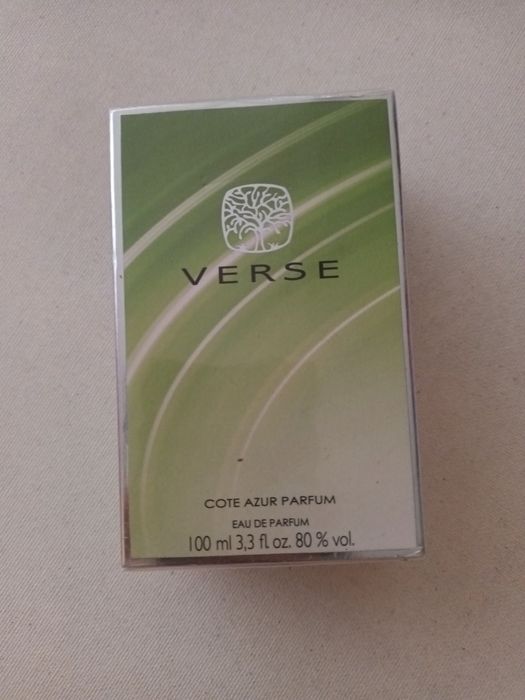 VERSE
COTE AZUR PARFUM
EAU DE PARFUM
100 ml 3,3 fl. oz. 80 % vol.